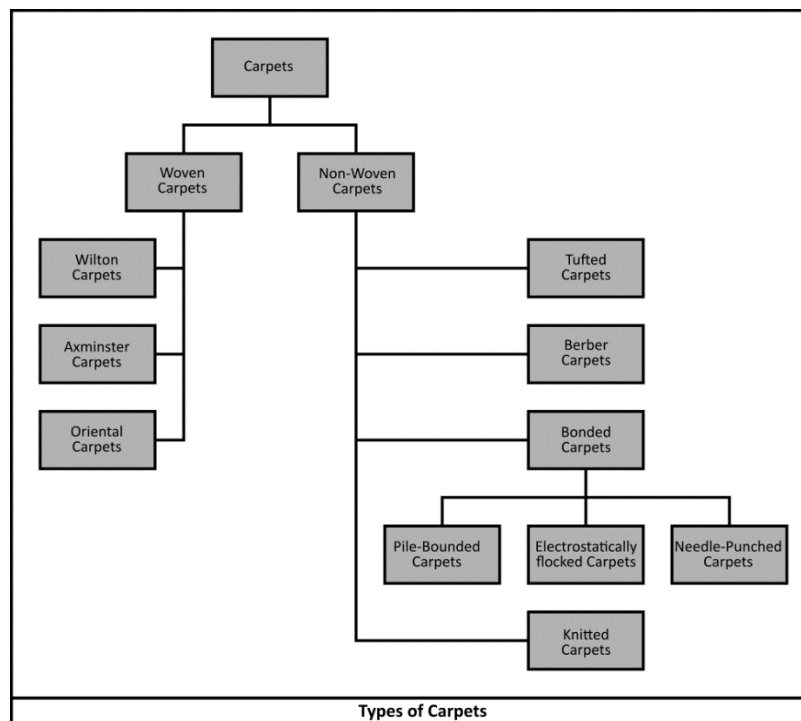 Carpets
Woven
Carpets
Non-Woven
Carpets
Wilton
Carpets
Tufted
Carpets
Axminster
Carpets
Berber
Carpets
Oriental
Carpets
Bonded
Carpets
Pile-Bounded
Carpets
Electrostatically
flocked Carpets
Needle-Punched
Carpets
Knitted
Carpets
Types of Carpets